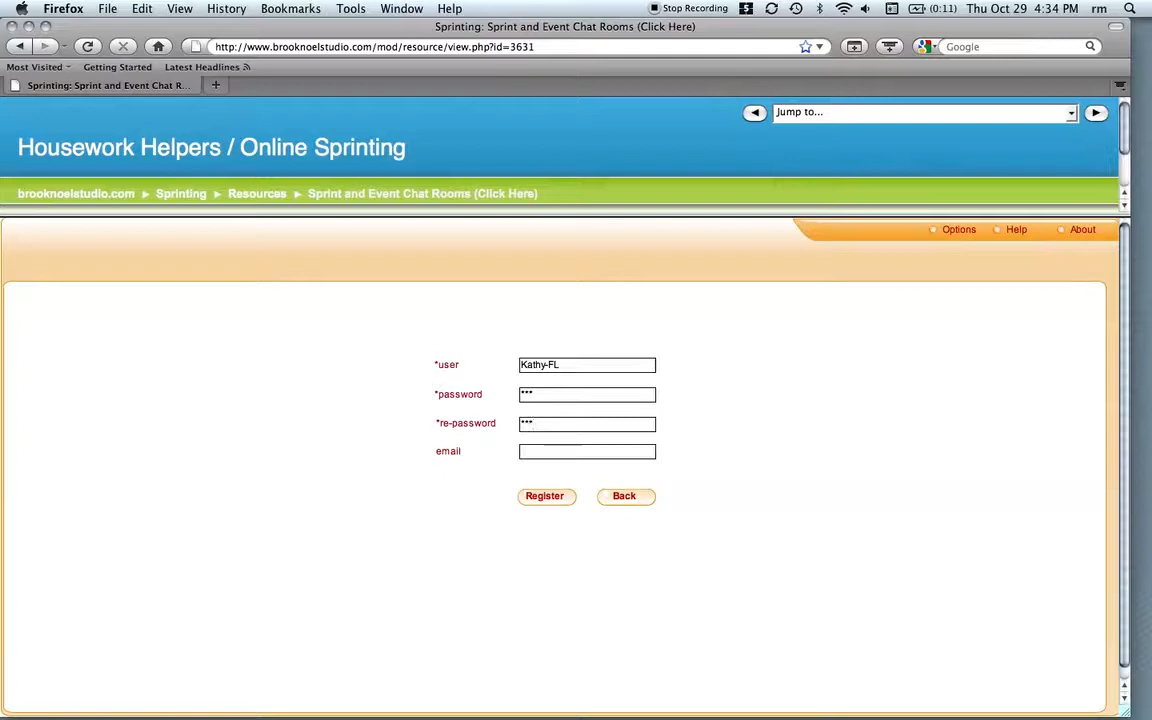 Firefox File Edit View History Bookmarks Tools Window Help Stop Recording (0:11) Thu Oct 29 4:34 PM rm
Sprinting: Sprint and Event Chat Rooms (Click Here)
http://www.brooknoelstudio.com/mod/resource/view.php?id=3631 Google
Most Visited Getting Started Latest Headlines
Sprinting: Sprint and Event Chat R...
Jump to...
Housework Helpers / Online Sprinting
brooknoelstudio.com ► Sprinting ► Resources ► Sprint and Event Chat Rooms (Click Here)
Options Help About
*user Kathy-FL
*password ***
*re-password ***
email
Register Back